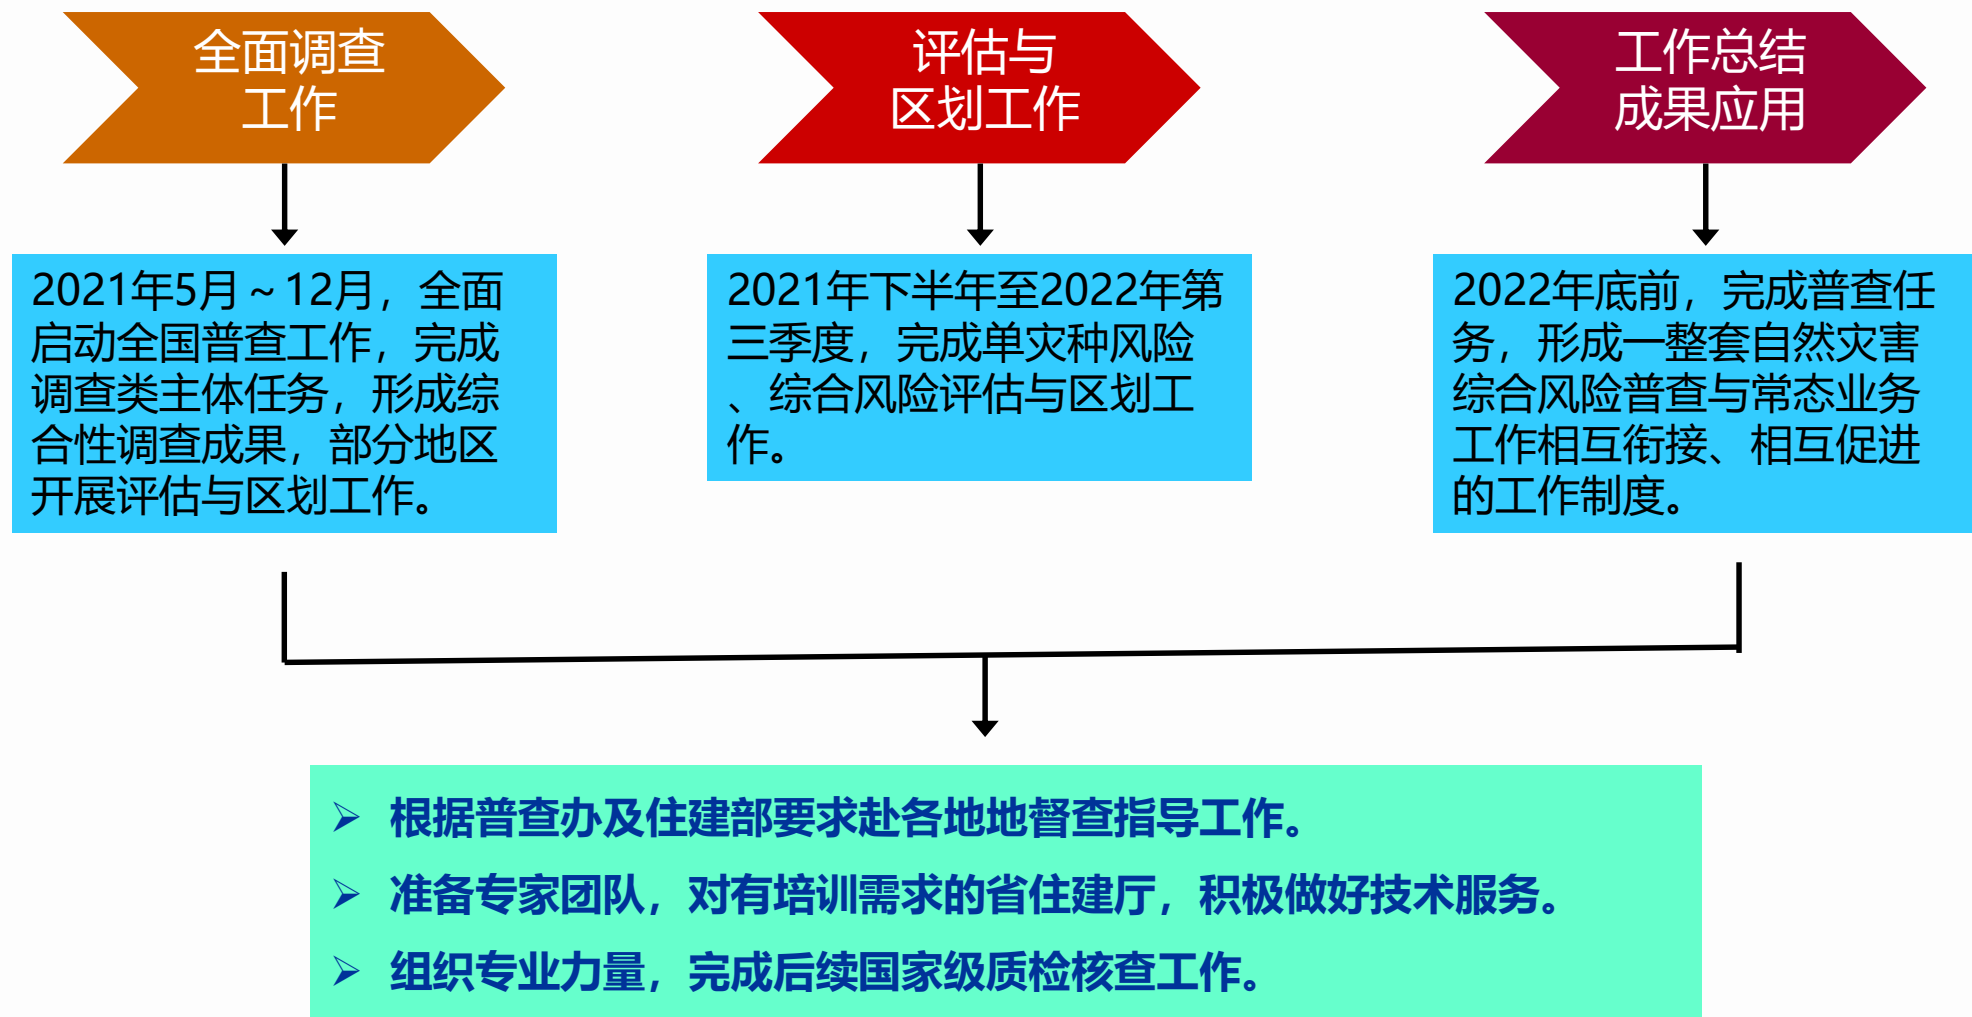 全面调查
工作
评估与
区划工作
工作总结
成果应用
2021年5月～12月，全面
启动全国普查工作，完成
调查类主体任务，形成综
合性调查成果，部分地区
开展评估与区划工作。
2021年下半年至2022年第
三季度，完成单灾种风险
、综合风险评估与区划工
作。
2022年底前，完成普查任
务，形成一整套自然灾害
综合风险普查与常态业务
工作相互衔接、相互促进
的工作制度。
➢ 根据普查办及住建部要求赴各地地督查指导工作。
➢ 准备专家团队，对有培训需求的省住建厅，积极做好技术服务。
➢ 组织专业力量，完成后续国家级质检核查工作。